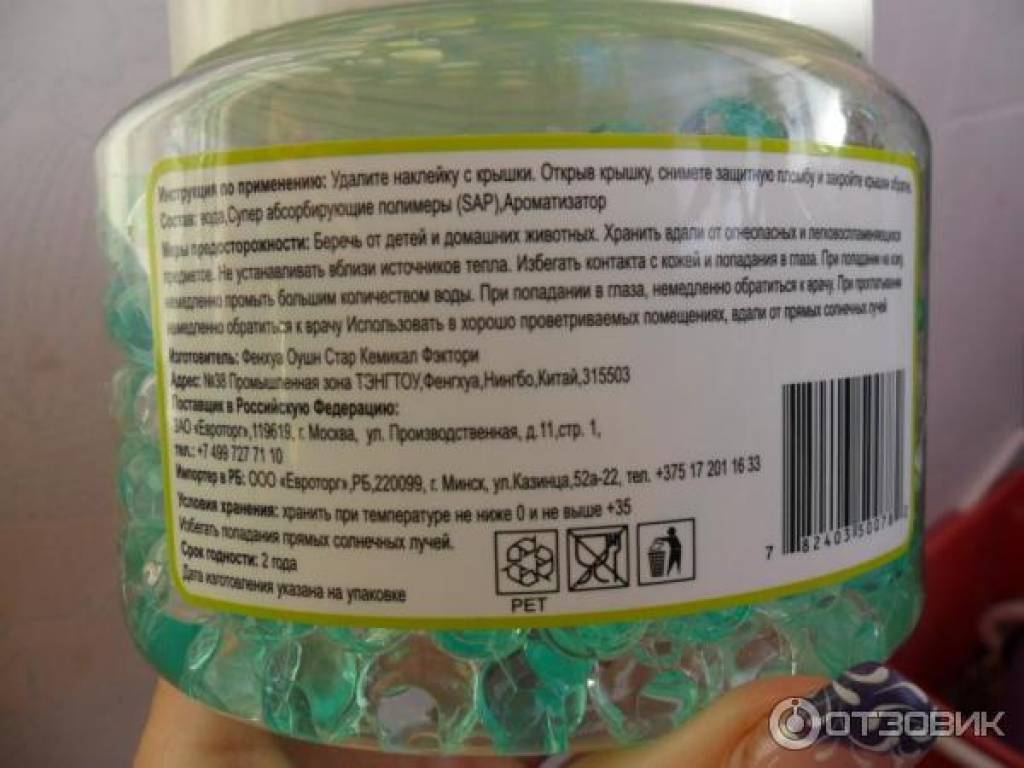 Инструкция по применению: Удалите наклейку с крышки. Открыв крышку, снимете защитную пломбу и закройте крышку обратно
Состав: вода,Супер абсорбирующие полимеры (SAP),Ароматизатор
Меры предосторожности: Беречь от детей и домашних животных. Хранить вдали от огнеопасных и легковоспламеняющихся
предметов. Не устанавливать вблизи источников тепла. Избегать контакта с кожей и попадания в глаза. При попадании на кожу
немедленно промыть большим количеством воды. При попадании в глаза, немедленно обратиться к врачу. При проглатывании
немедленно обратиться к врачу Использовать в хорошо проветриваемых помещениях, вдали от прямых солнечных лучей
Изготовитель: Фенхуа Оушн Стар Кемикал Фэктори
Адрес: №38 Промышленная зона ТЭНГТОУ,Фенгхуа,Нингбо,Китай,315503
Поставщик в Российскую Федерацию:
ЗАО «Евроторг»,119619, г. Москва, ул. Производственная, д.11,стр. 1,
тел.: +7 499 727 71 10
Импортер в РБ: ООО «Евроторг»,РБ,220099, г. Минск, ул.Казинца,52а-22, тел. +375 17 201 16 33
Условия хранения: хранить при температуре не ниже 0 и не выше +35
Избегать попадания прямых солнечных лучей.
Срок годности: 2 года
Дата изготовления указана на упаковке
PET
7 82403 50076
ОТЗОВИК